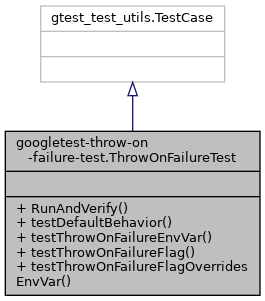 gtest_test_utils.TestCase
googletest-throw-on
-failure-test.ThrowOnFailureTest
+ RunAndVerify()
+ testDefaultBehavior()
+ testThrowOnFailureEnvVar()
+ testThrowOnFailureFlag()
+ testThrowOnFailureFlagOverrides
EnvVar()